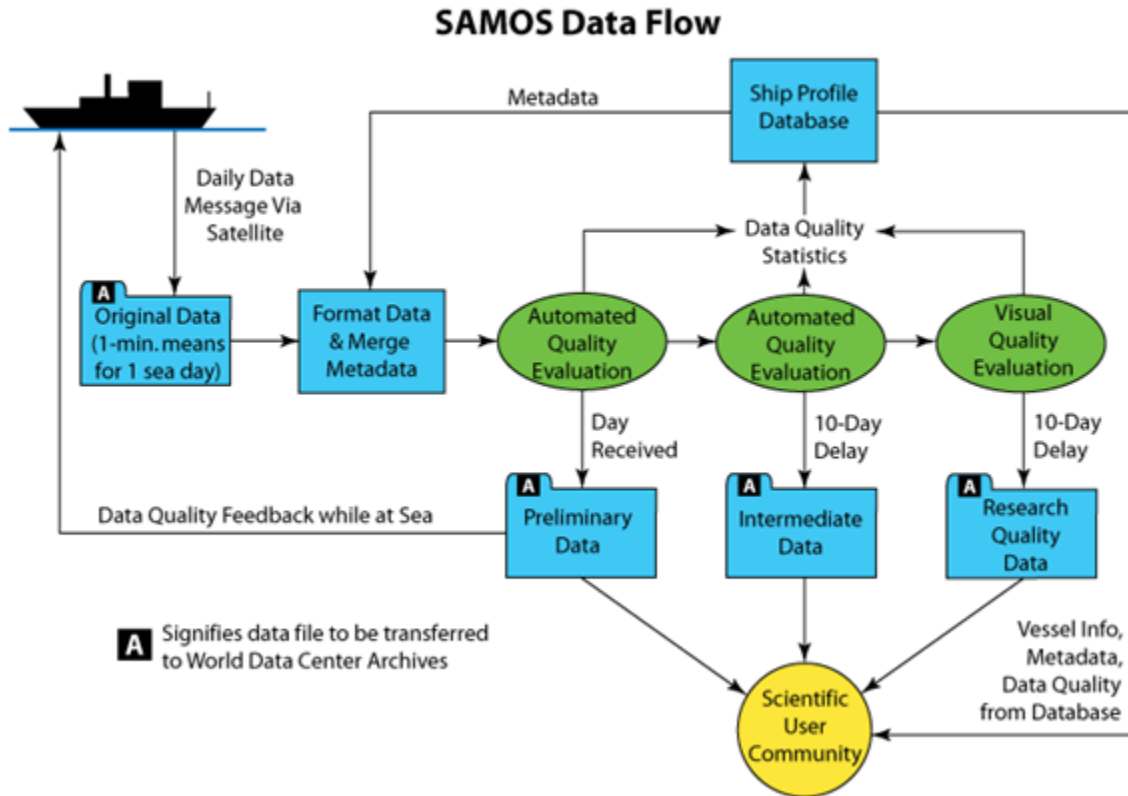 SAMOS Data Flow
Metadata
Ship Profile
Database
Daily Data
Message Via
Satellite
Data Quality
Statistics
A
Original Data
(1-min. means
for 1 sea day)
Format Data
& Merge
Metadata
Automated
Quality
Evaluation
Automated
Quality
Evaluation
Visual
Quality
Evaluation
Day
Received
10-Day
Delay
10-Day
Delay
Data Quality Feedback while at Sea
A
Preliminary
Data
A
Intermediate
Data
A
Research
Quality
Data
A
Signifies data file to be transferred
to World Data Center Archives
Scientific
User
Community
Vessel Info,
Metadata,
Data Quality
from Database